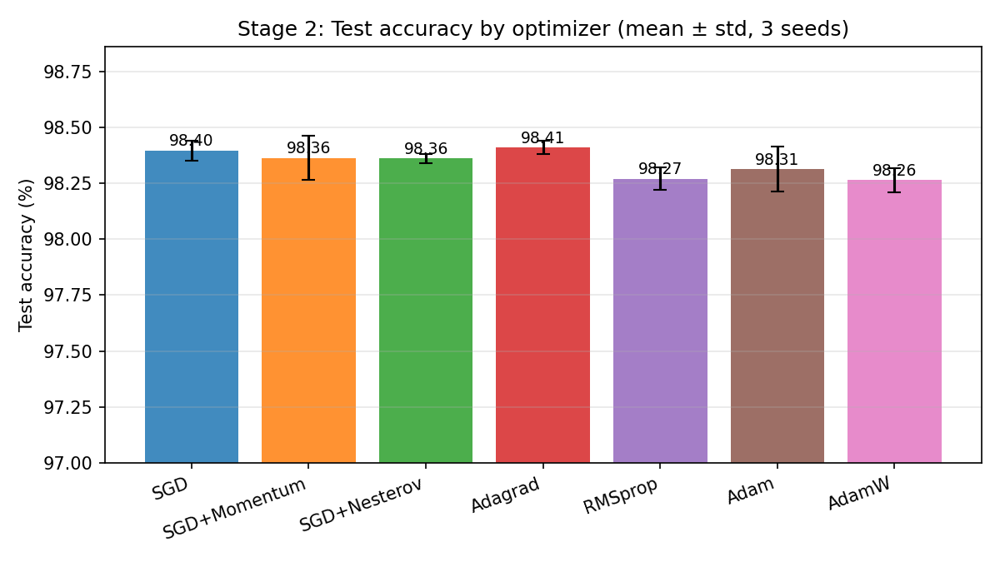 Stage 2: Test accuracy by optimizer (mean ± std, 3 seeds)
Test accuracy (%)
98.75
98.50
98.25
98.00
97.75
97.50
97.25
97.00
98.40
98.36
98.36
98.41
98.27
98.31
98.26
SGD
SGD+Momentum
SGD+Nesterov
Adagrad
RMSprop
Adam
AdamW